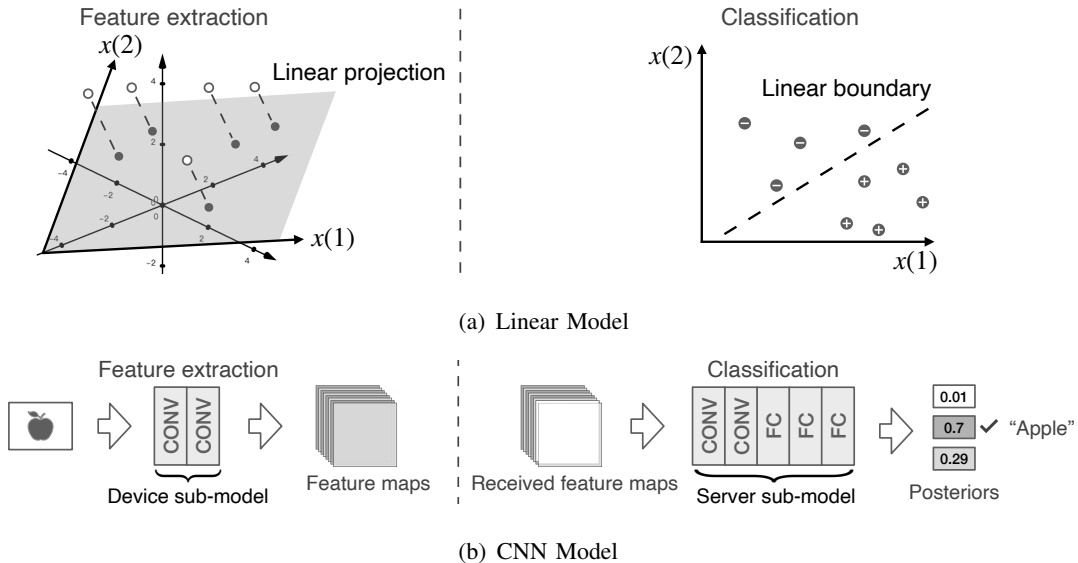 Feature extraction
x(2)
Linear projection
4
2
4
2
-4
-2
0
0
-2
-4
2
4
-2
x(1)
Classification
x(2)
Linear boundary
− − − −
+ + + + +
x(1)
(a) Linear Model
Feature extraction
CONV CONV
Device sub-model
Feature maps
Classification
Received feature maps
CONV CONV FC FC FC
Server sub-model
0.01
0.7 "Apple"
0.29
Posteriors
(b) CNN Model